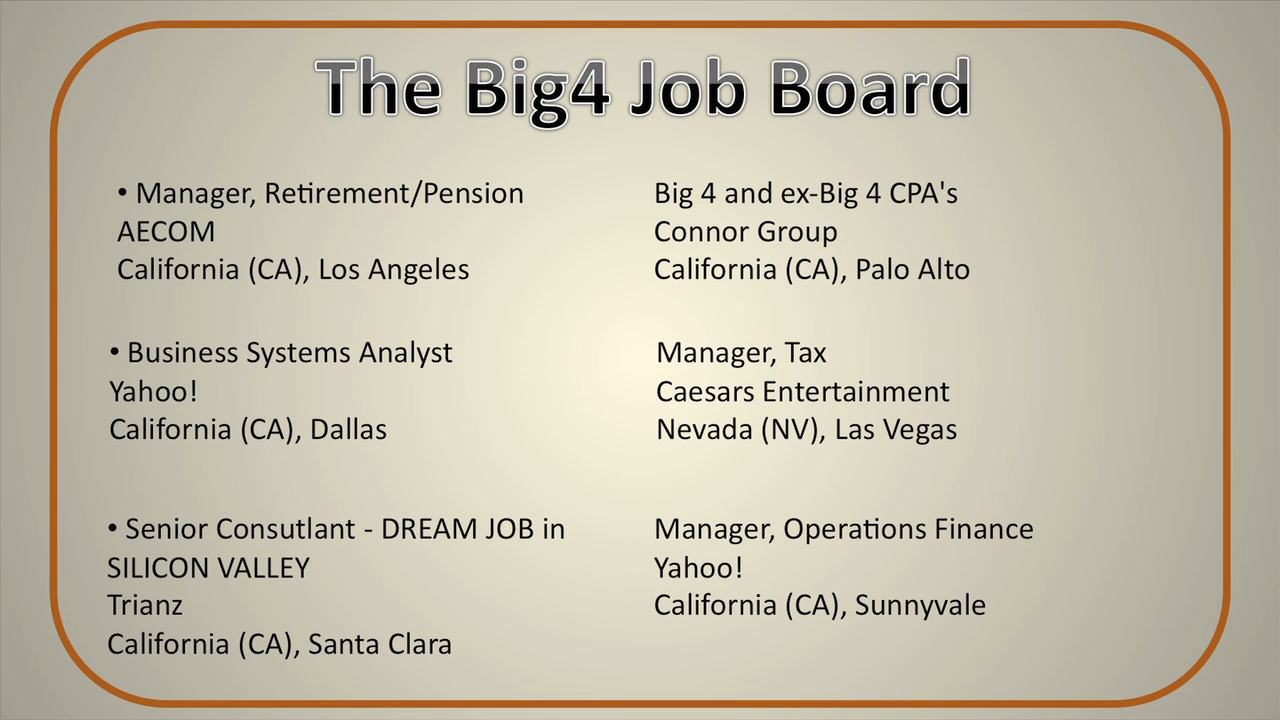 The Big4 Job Board
• Manager, Retirement/Pension
AECOM
California (CA), Los Angeles
• Business Systems Analyst
Yahoo!
California (CA), Dallas
• Senior Consutlant - DREAM JOB in
SILICON VALLEY
Trianz
California (CA), Santa Clara
Big 4 and ex-Big 4 CPA's
Connor Group
California (CA), Palo Alto
Manager, Tax
Caesars Entertainment
Nevada (NV), Las Vegas
Manager, Operations Finance
Yahoo!
California (CA), Sunnyvale